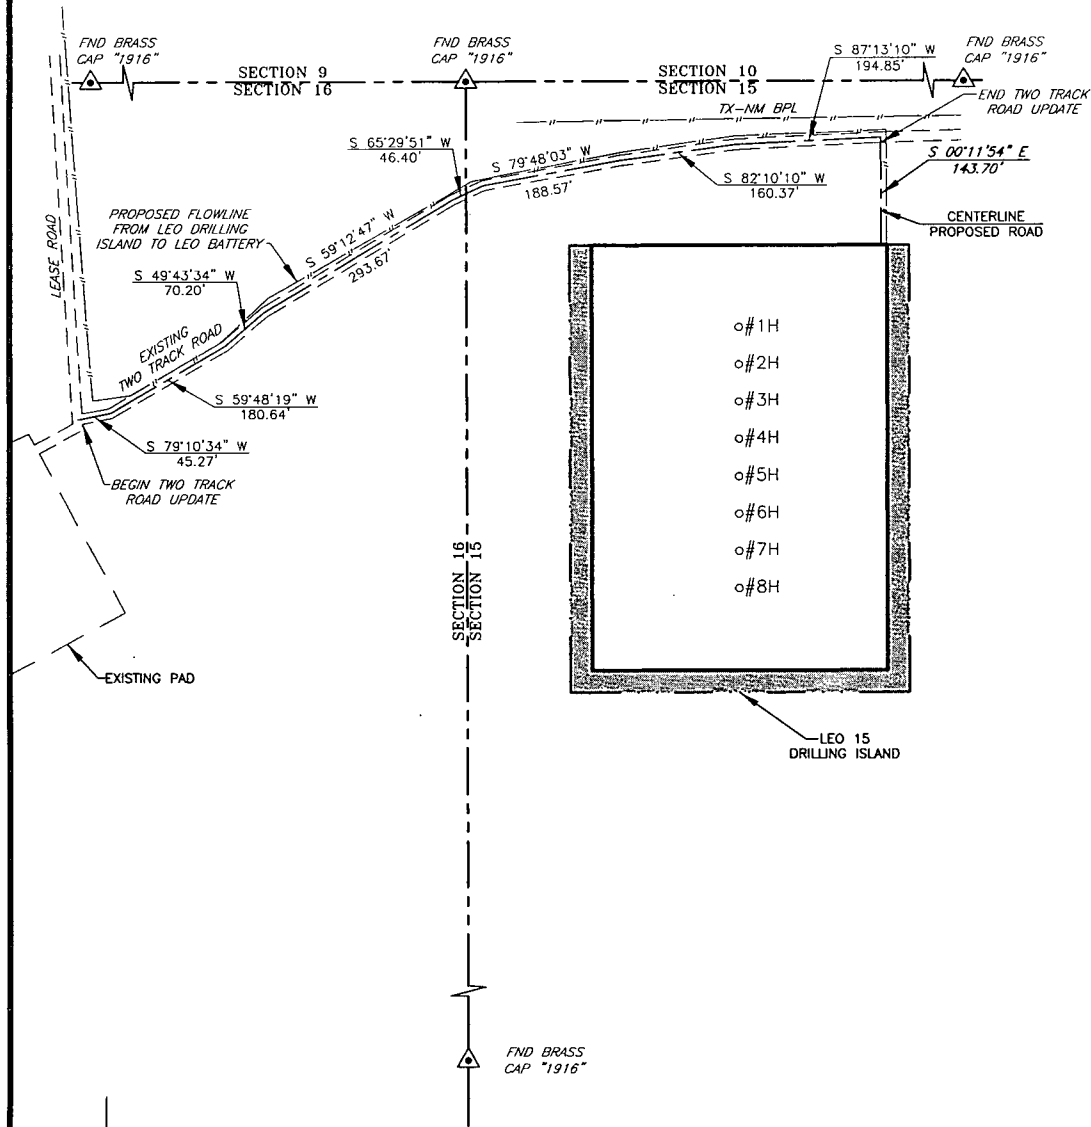 FND BRASS
CAP "1916"
FND BRASS
CAP "1916"
FND BRASS
CAP "1916"
SECTION 9
SECTION 16
SECTION 10
SECTION 15
S 87°13'10" W
194.85'
TX-NM BPL
END TWO TRACK
ROAD UPDATE
S 65°29'51" W
46.40'
S 79°48'03" W
188.57'
S 82°10'10" W
160.37'
S 00°11'54" E
143.70'
CENTERLINE
PROPOSED ROAD
PROPOSED FLOWLINE
FROM LEO DRILLING
ISLAND TO LEO BATTERY
S 59°12'47" W
293.67'
LEASE ROAD
S 49°43'34" W
70.20'
EXISTING
TWO TRACK ROAD
S 59°48'19" W
180.64'
S 79°10'34" W
45.27'
BEGIN TWO TRACK
ROAD UPDATE
#1H
#2H
#3H
#4H
#5H
#6H
#7H
#8H
SECTION 16
SECTION 15
EXISTING PAD
LEO 15
DRILLING ISLAND
FND BRASS
CAP "1916"